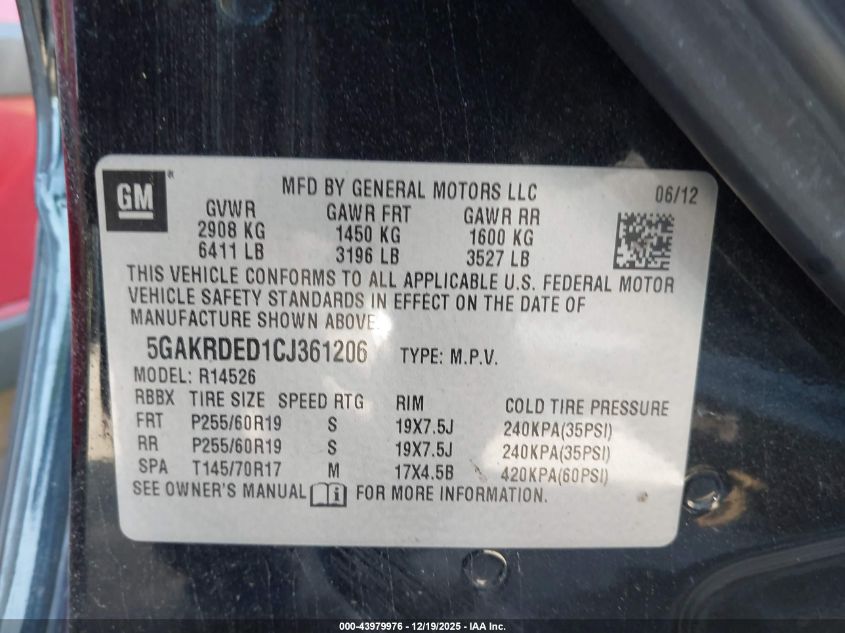 GM
®
MFD BY GENERAL MOTORS LLC 06/12
GVWR GAWR FRT GAWR RR
2908 KG 1450 KG 1600 KG
6411 LB 3196 LB 3527 LB
THIS VEHICLE CONFORMS TO ALL APPLICABLE U.S. FEDERAL MOTOR
VEHICLE SAFETY STANDARDS IN EFFECT ON THE DATE OF
MANUFACTURE SHOWN ABOVE.
5GAKRDED1CJ361206 TYPE: M.P.V.
MODEL: R14526
RBBX TIRE SIZE SPEED RTG RIM COLD TIRE PRESSURE
FRT P255/60R19 S 19X7.5J 240KPA(35PSI)
RR P255/60R19 S 19X7.5J 240KPA(35PSI)
SPA T145/70R17 M 17X4.5B 420KPA(60PSI)
SEE OWNER'S MANUAL i FOR MORE INFORMATION.
000-43979976 - 12/19/2025 - IAA Inc.